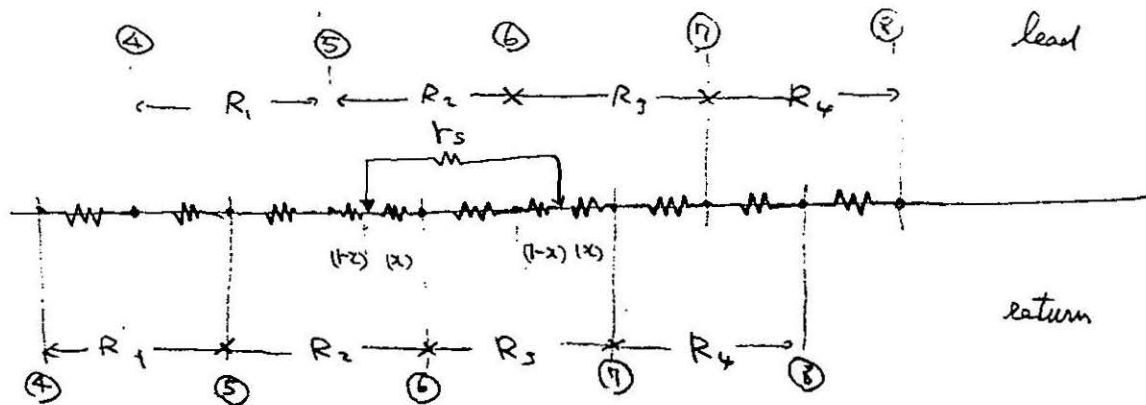 ④ ⑤ ⑥ ⑦ ⑧ lead
R₁ R₂ R₃ R₄
rs
(1-x) (x) (1-x) (x)
return
R₁ R₂ R₃ R₄
④ ⑤ ⑥ ⑦ ⑧